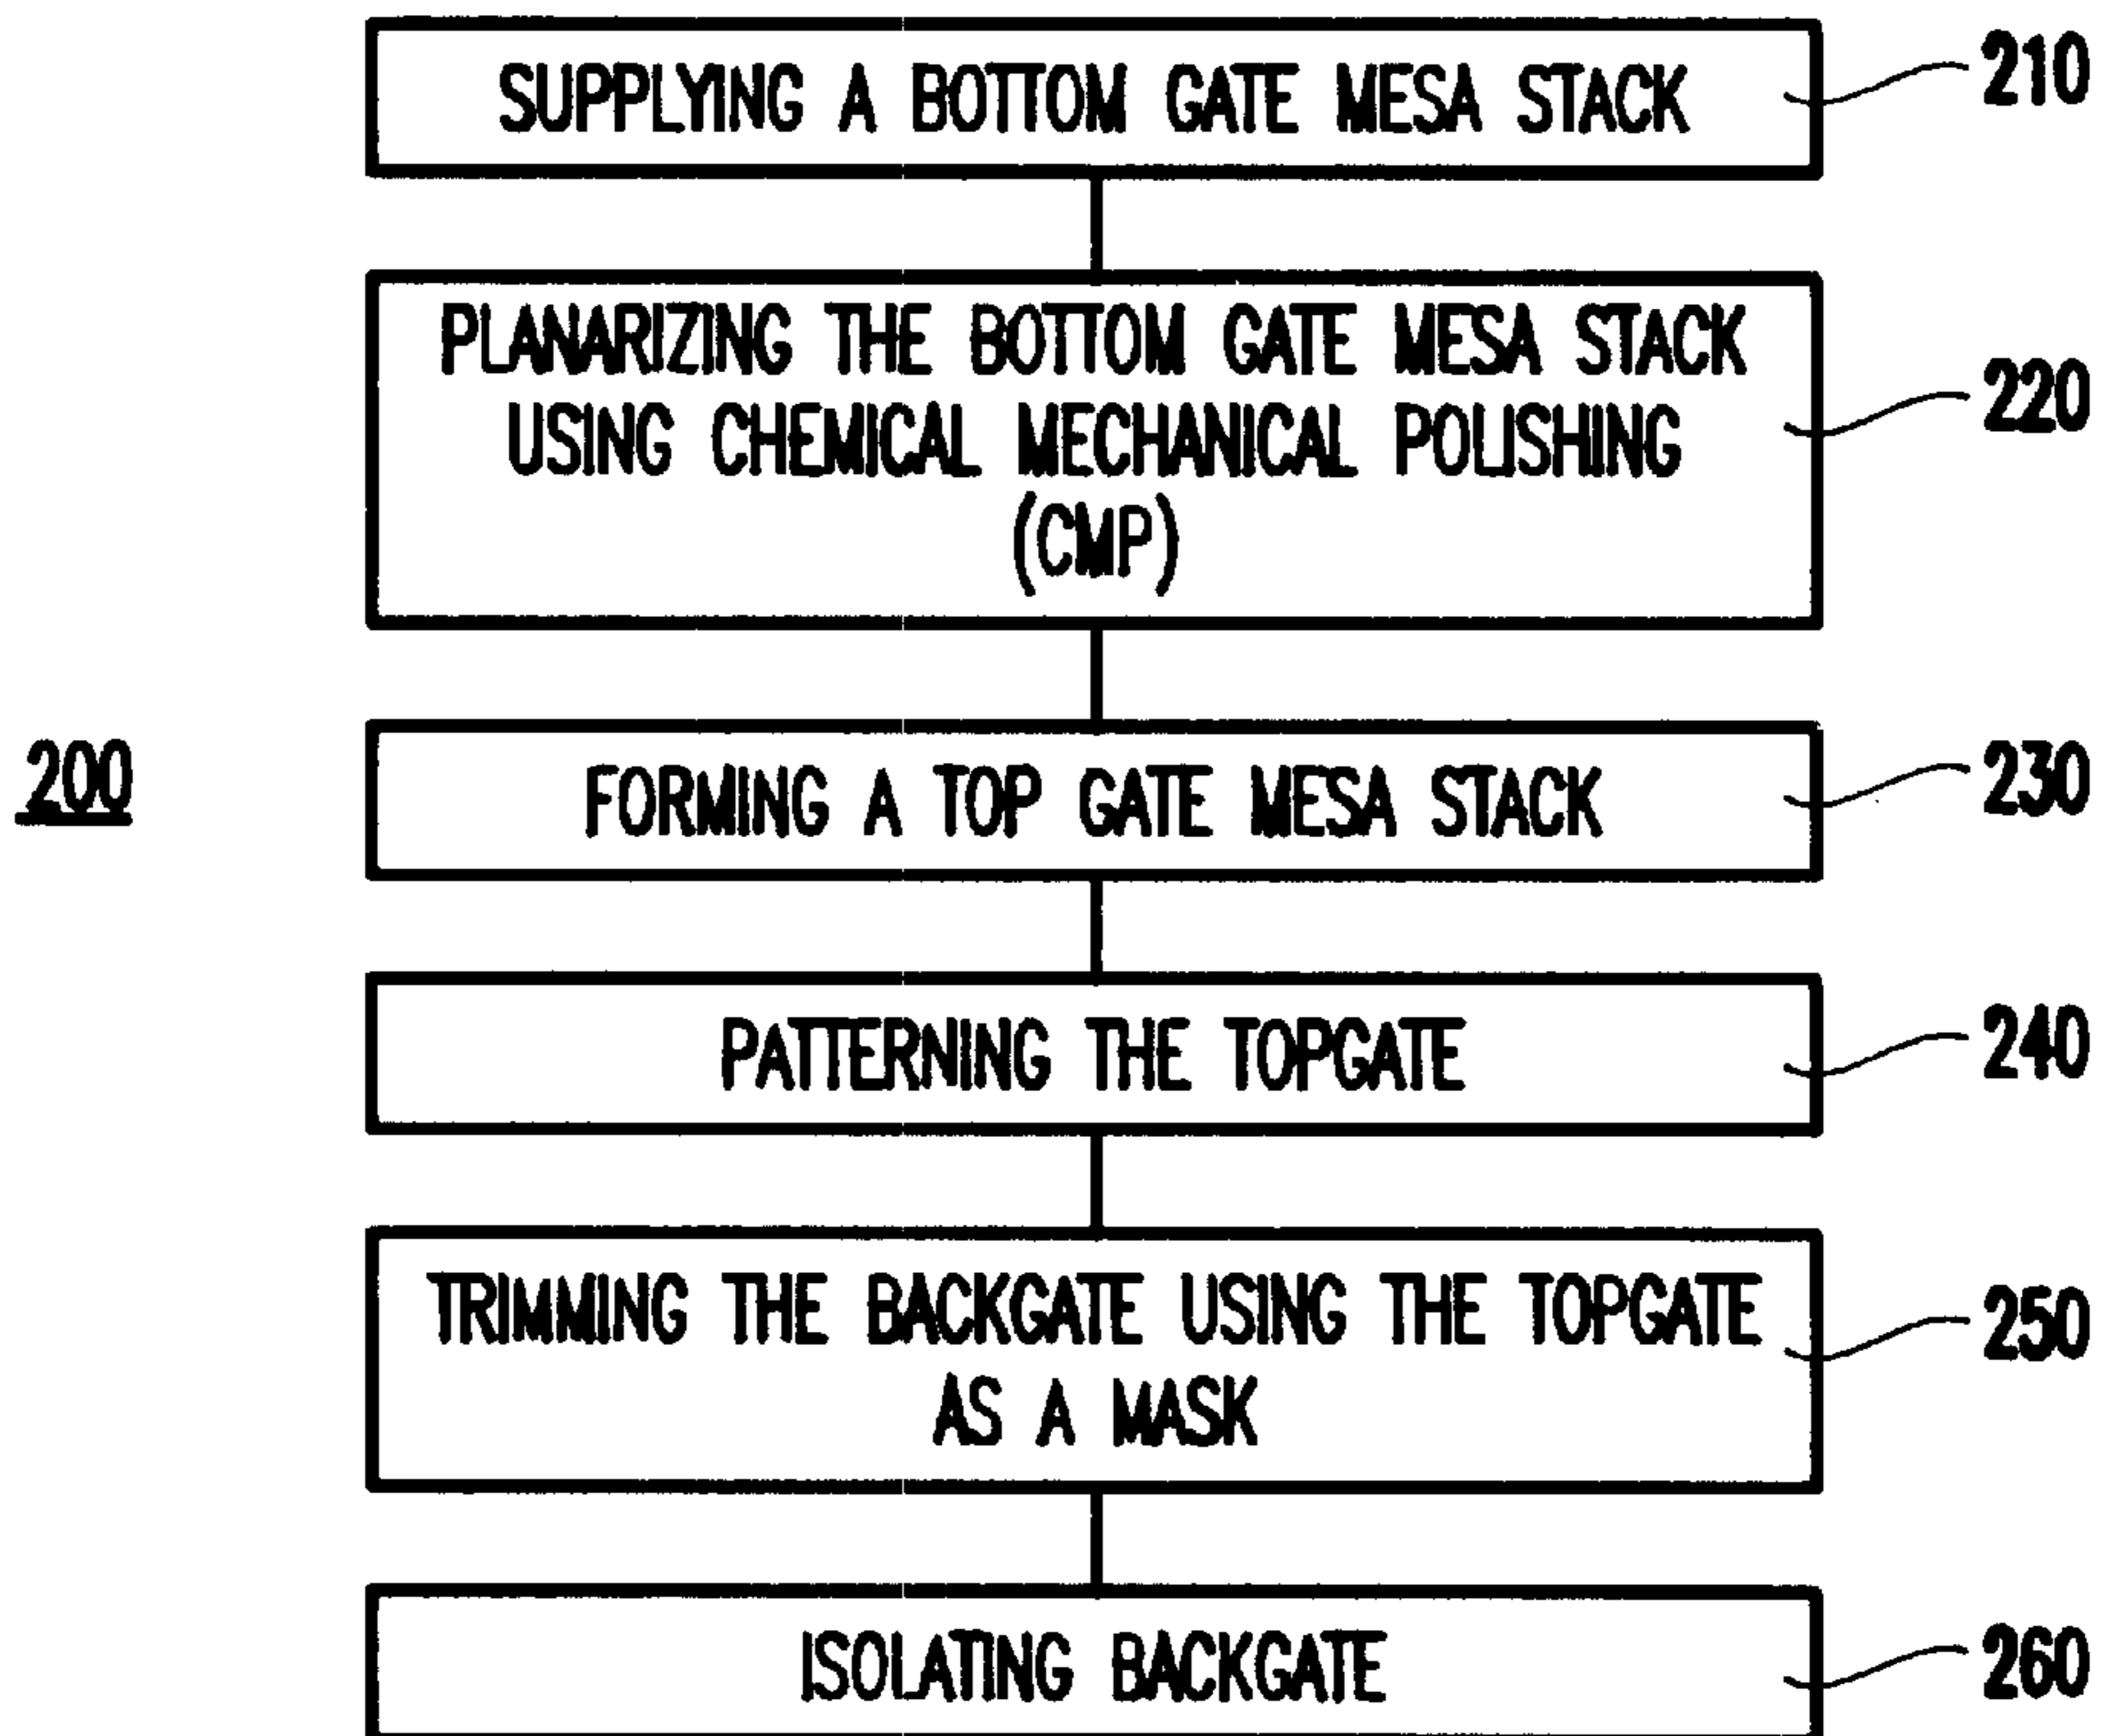 SUPPLYING A BOTTOM GATE MESA STACK
210
PLANARIZING THE BOTTOM GATE MESA STACK
USING CHEMICAL MECHANICAL POLISHING
(CMP)
220
200
FORMING A TOP GATE MESA STACK
230
PATTERNING THE TOPGATE
240
TRIMMING THE BACKGATE USING THE TOPGATE
AS A MASK
250
ISOLATING BACKGATE
260